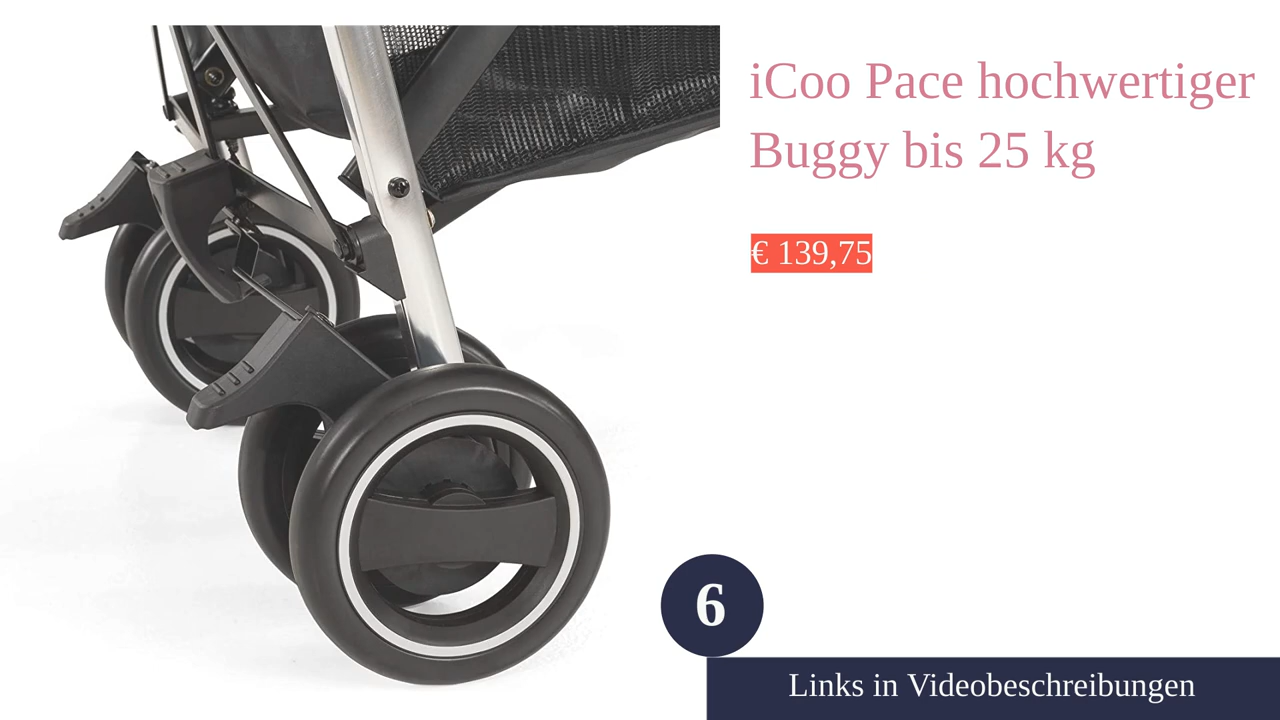 iCoo Pace hochwertiger
Buggy bis 25 kg
€ 139,75
6
Links in Videobeschreibungen